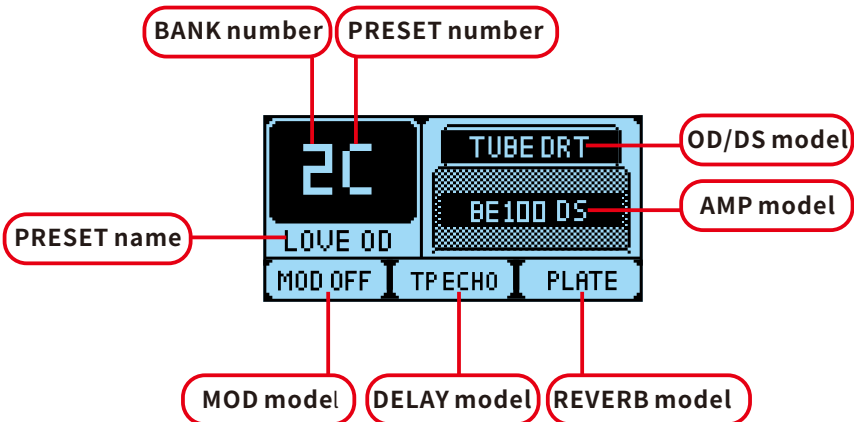 BANK number PRESET number
2C
TUBE DRT
OD/DS model
BE100 DS
AMP model
PRESET name
LOVE OD
MOD OFF TP ECHO PLATE
MOD model DELAY model REVERB model